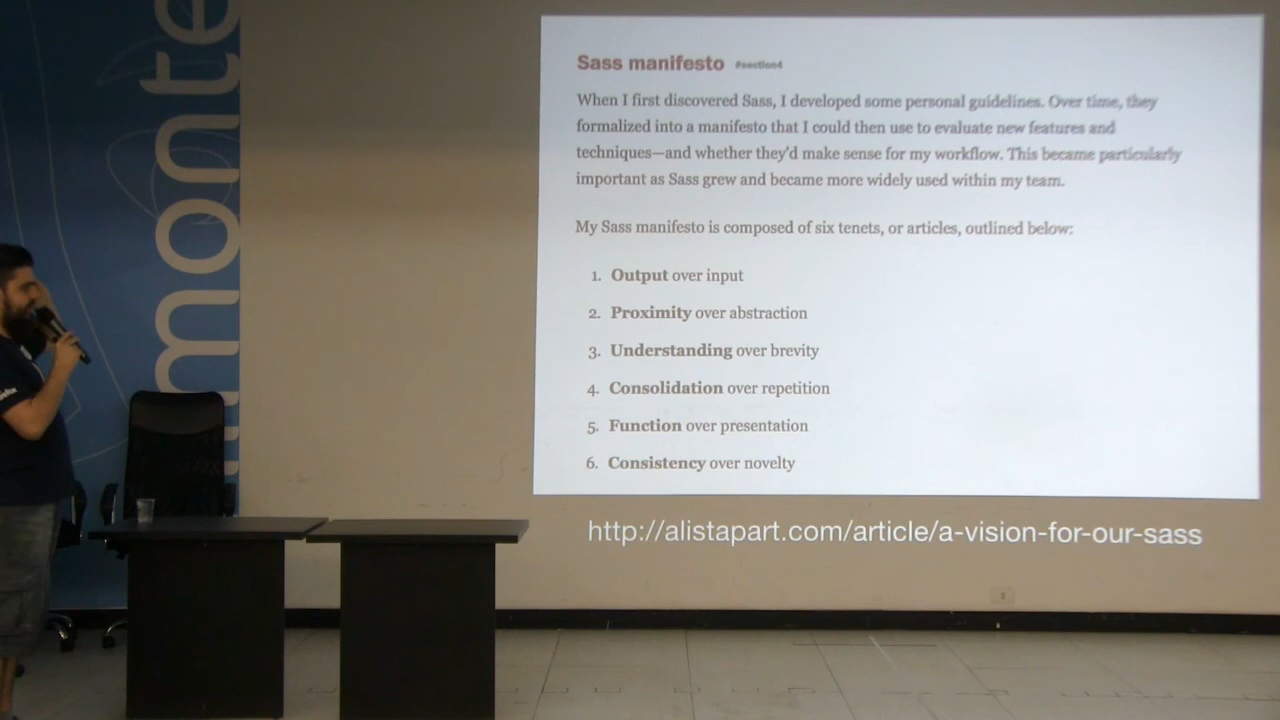 monte
Sass manifesto #section4
When I first discovered Sass, I developed some personal guidelines. Over time, they
formalized into a manifesto that I could then use to evaluate new features and
techniques—and whether they'd make sense for my workflow. This became particularly
important as Sass grew and became more widely used within my team.
My Sass manifesto is composed of six tenets, or articles, outlined below:
1. Output over input
2. Proximity over abstraction
3. Understanding over brevity
4. Consolidation over repetition
5. Function over presentation
6. Consistency over novelty
http://alistapart.com/article/a-vision-for-our-sass